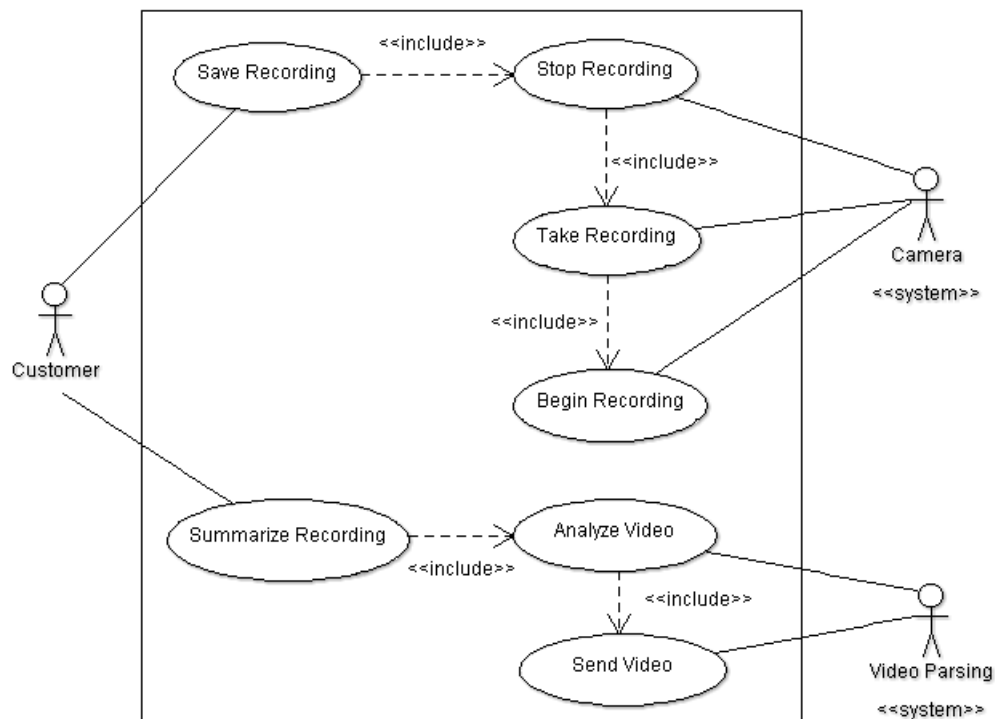 <<include>>
Save Recording
Stop Recording
<<include>>
Take Recording
Camera
<<system>>
<<include>>
Customer
Begin Recording
Summarize Recording
Analyze Video
<<include>>
<<include>>
Send Video
Video Parsing
<<system>>